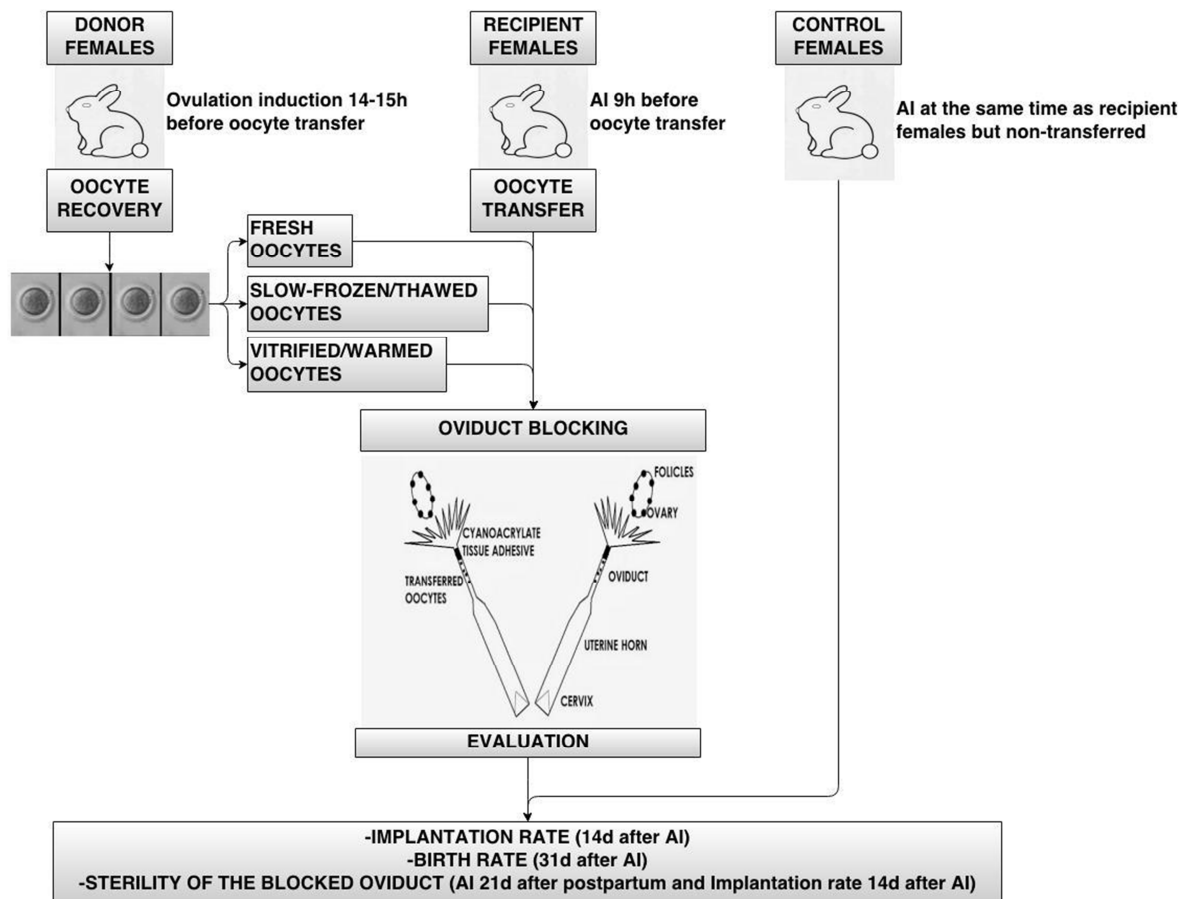 DONOR
FEMALES
RECIPIENT
FEMALES
CONTROL
FEMALES
Ovulation induction 14-15h
before oocyte transfer
AI 9h before
oocyte transfer
AI at the same time as recipient
females but non-transferred
OOCYTE
RECOVERY
OOCYTE
TRANSFER
FRESH
OOCYTES
SLOW-FROZEN/THAWED
OOCYTES
VITRIFIED/WARMED
OOCYTES
OVIDUCT BLOCKING
FOLICLES
OVARY
CYANOACRYLATE
TISSUE ADHESIVE
TRANSFERRED
OOCYTES
OVIDUCT
UTERINE HORN
CERVIX
EVALUATION
-IMPLANTATION RATE (14d after AI)
-BIRTH RATE (31d after AI)
-STERILITY OF THE BLOCKED OVIDUCT (AI 21d after postpartum and Implantation rate 14d after AI)